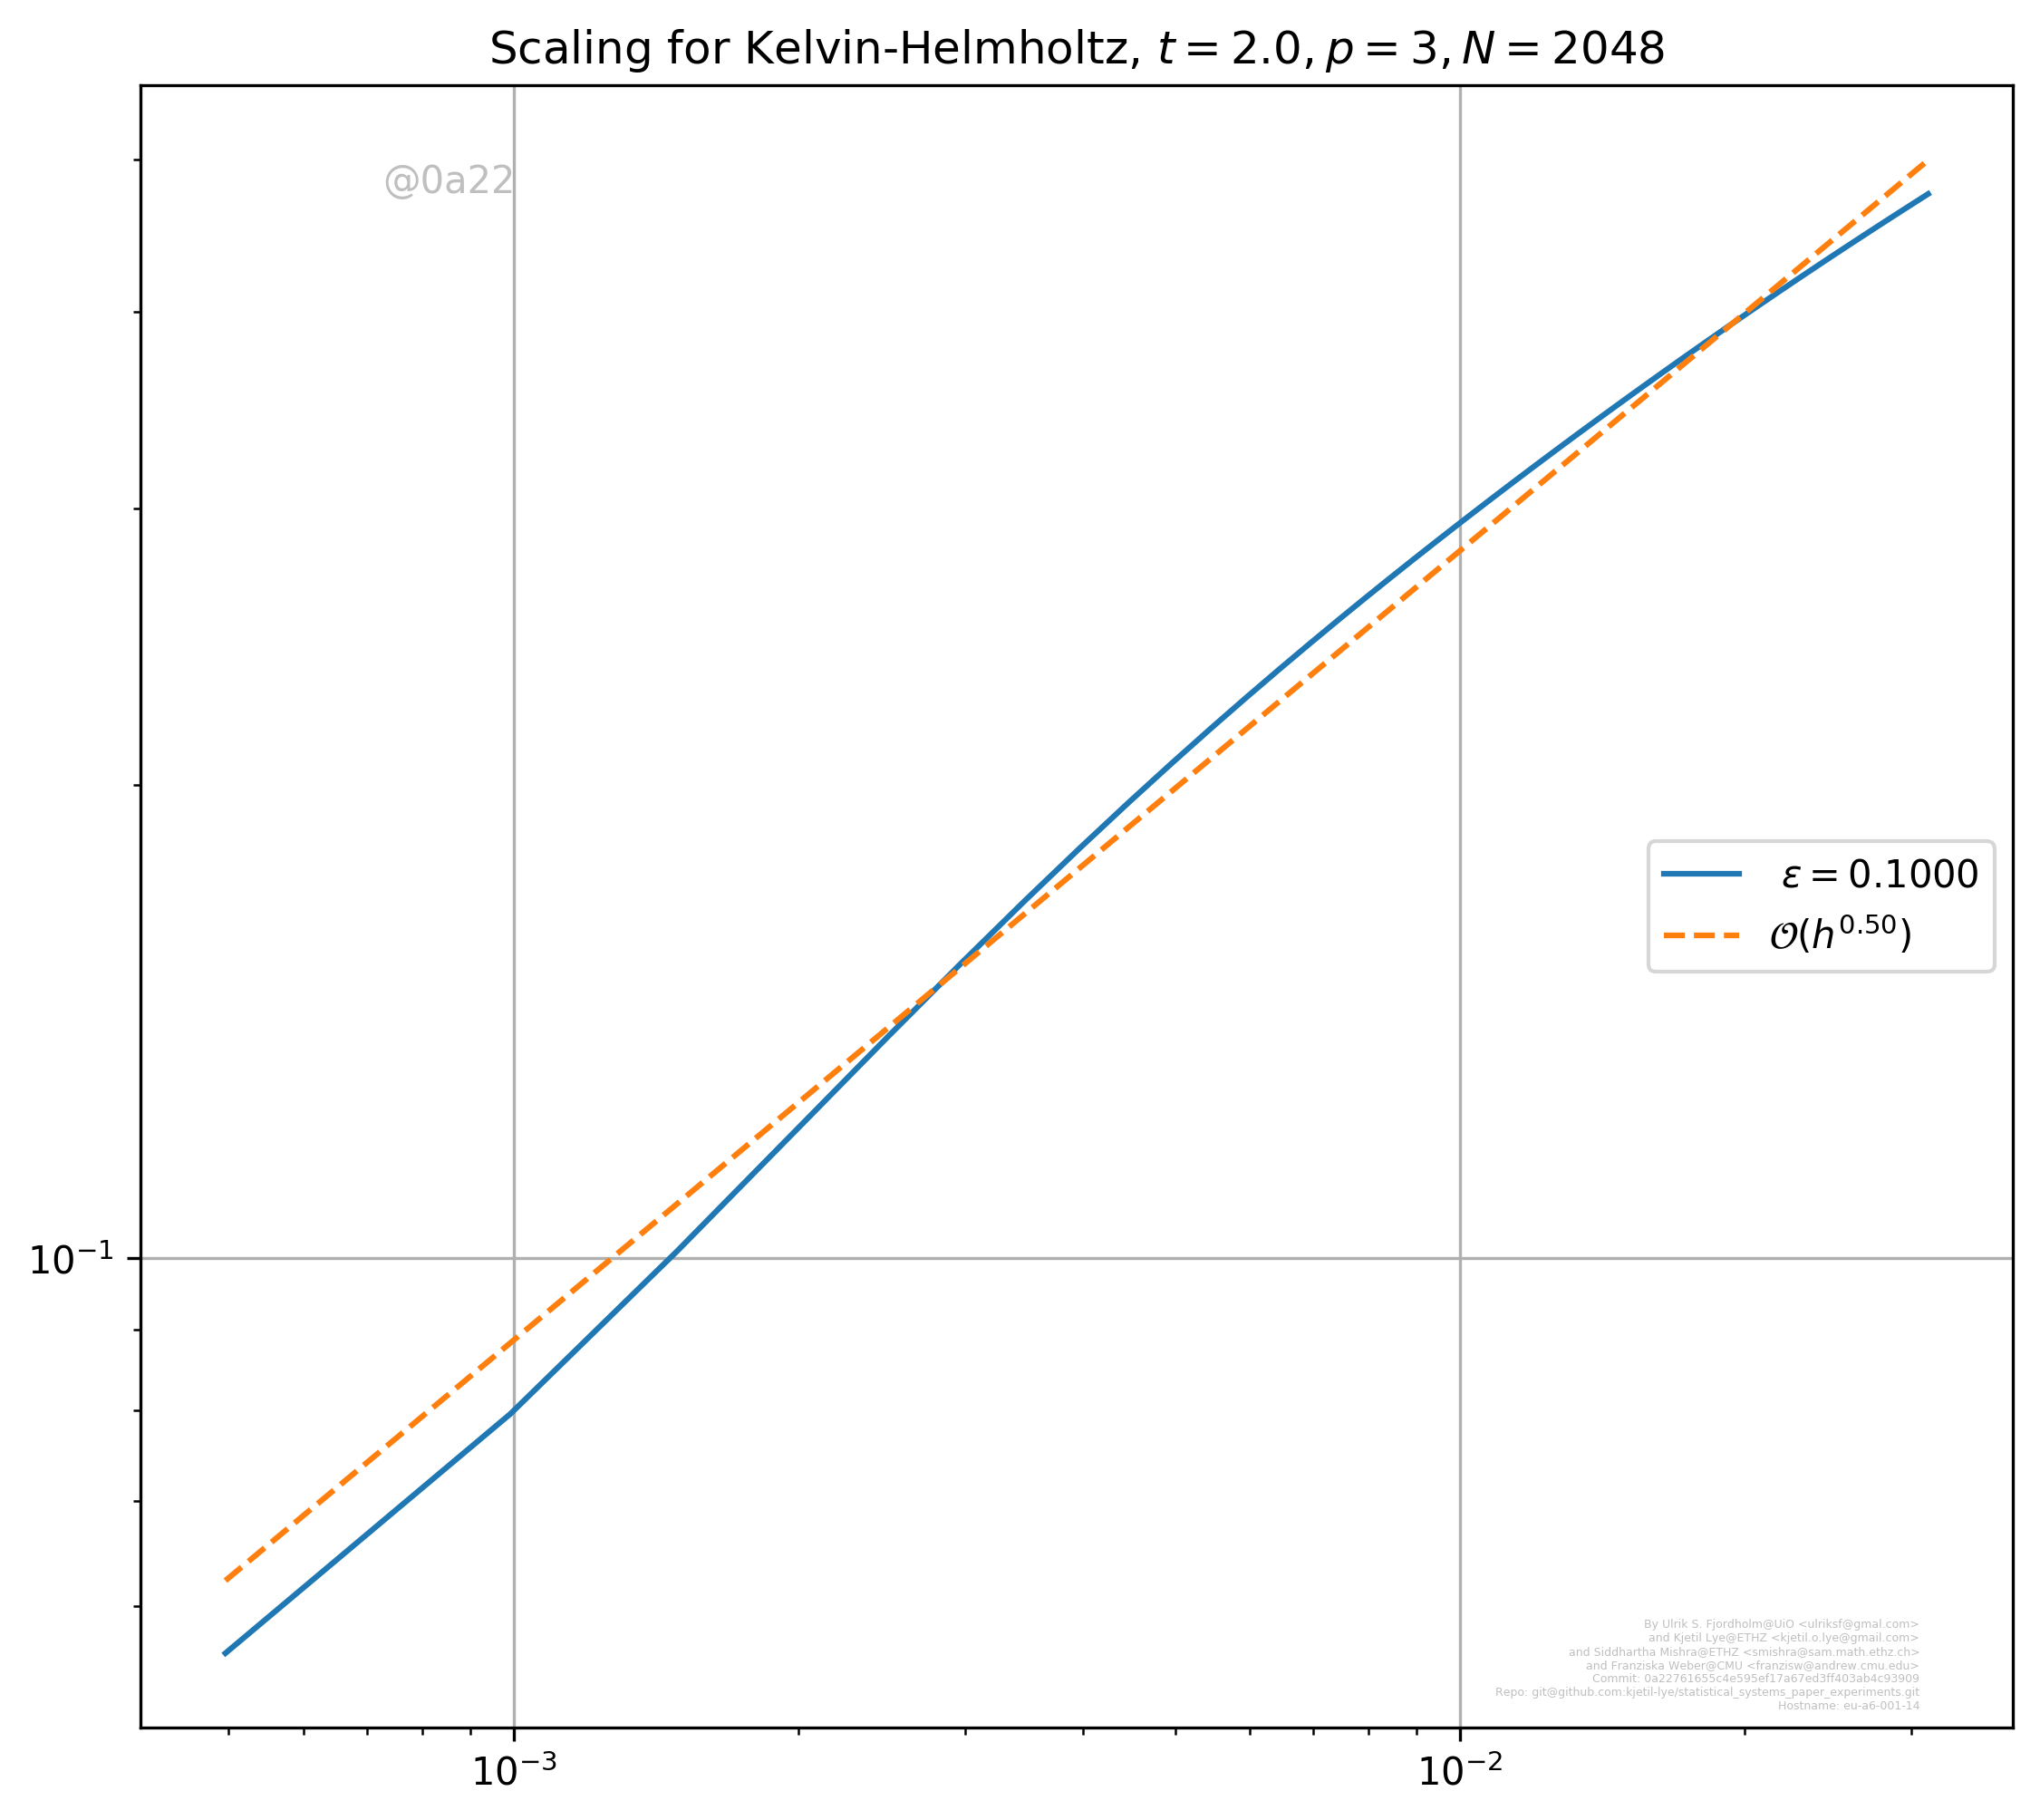 Scaling for Kelvin-Helmholtz, t = 2.0, p = 3, N = 2048
@0a22
ε = 0.1000
𝒪(h^0.50)
10^−1
By Ulrik S. Fjordholm@UiO <ulriksf@gmal.com>
and Kjetil Lye@ETHZ <kjetil.o.lye@gmail.com>
and Siddhartha Mishra@ETHZ <smishra@sam.math.ethz.ch>
and Franziska Weber@CMU <franzisw@andrew.cmu.edu>
Commit: 0a22761655c4e595ef17a67ed3ff403ab4c93909
Repo: git@github.com:kjetil-lye/statistical_systems_paper_experiments.git
Hostname: eu-a6-001-14
10^−3
10^−2